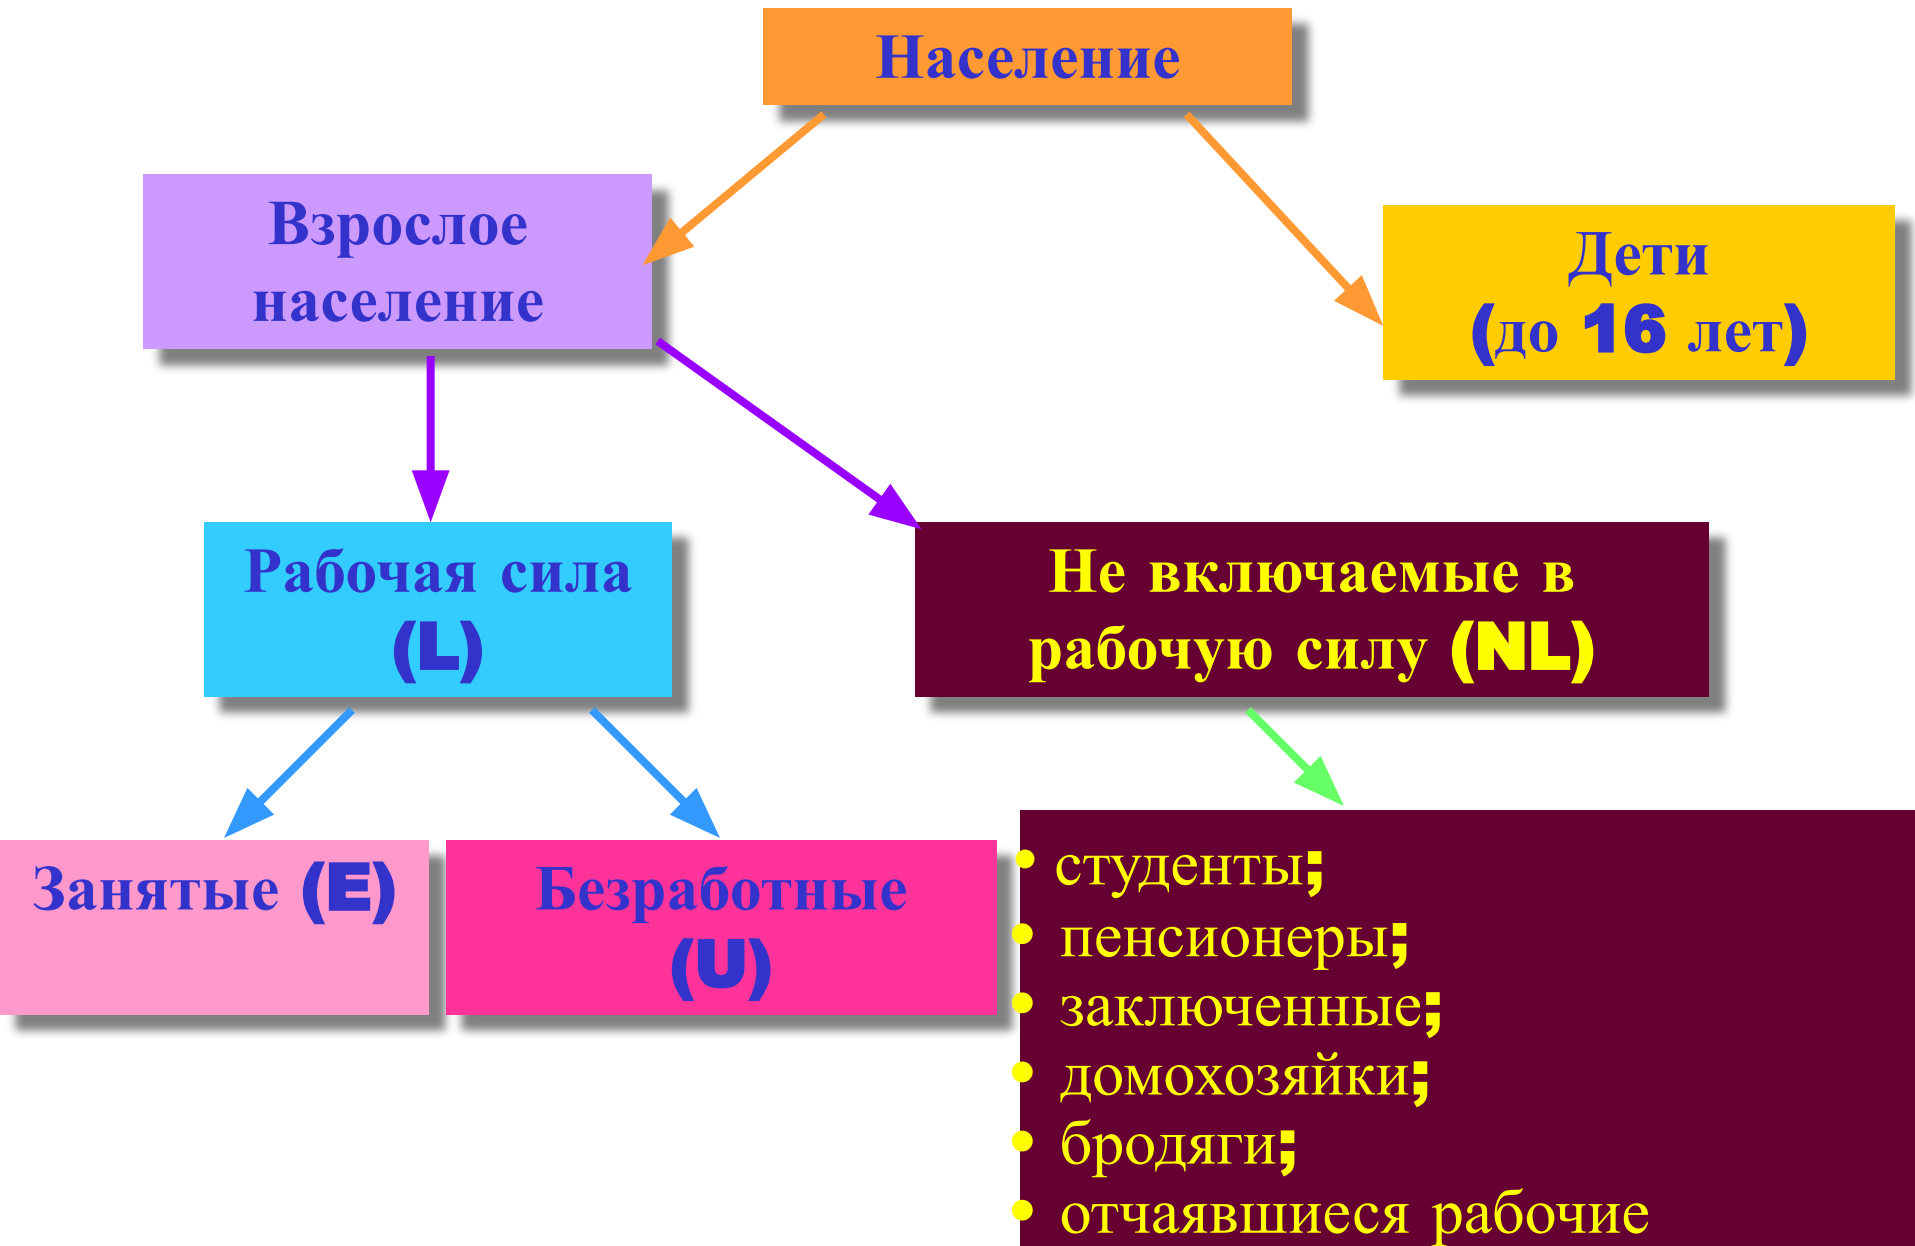 Население
Взрослое
население
Дети
(до 16 лет)
Рабочая сила
(L)
Не включаемые в
рабочую силу (NL)
Занятые (E)
Безработные
(U)
• студенты;
• пенсионеры;
• заключенные;
• домохозяйки;
• бродяги;
• отчаявшиеся рабочие